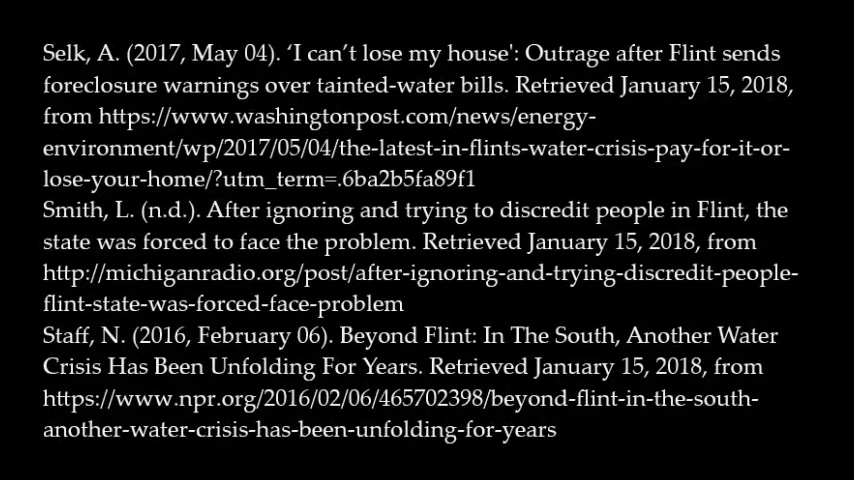 Selk, A. (2017, May 04). ‘I can’t lose my house': Outrage after Flint sends
foreclosure warnings over tainted-water bills. Retrieved January 15, 2018,
from https://www.washingtonpost.com/news/energy-
environment/wp/2017/05/04/the-latest-in-flints-water-crisis-pay-for-it-or-
lose-your-home/?utm_term=.6ba2b5fa89f1
Smith, L. (n.d.). After ignoring and trying to discredit people in Flint, the
state was forced to face the problem. Retrieved January 15, 2018, from
http://michiganradio.org/post/after-ignoring-and-trying-discredit-people-
flint-state-was-forced-face-problem
Staff, N. (2016, February 06). Beyond Flint: In The South, Another Water
Crisis Has Been Unfolding For Years. Retrieved January 15, 2018, from
https://www.npr.org/2016/02/06/465702398/beyond-flint-in-the-south-
another-water-crisis-has-been-unfolding-for-years